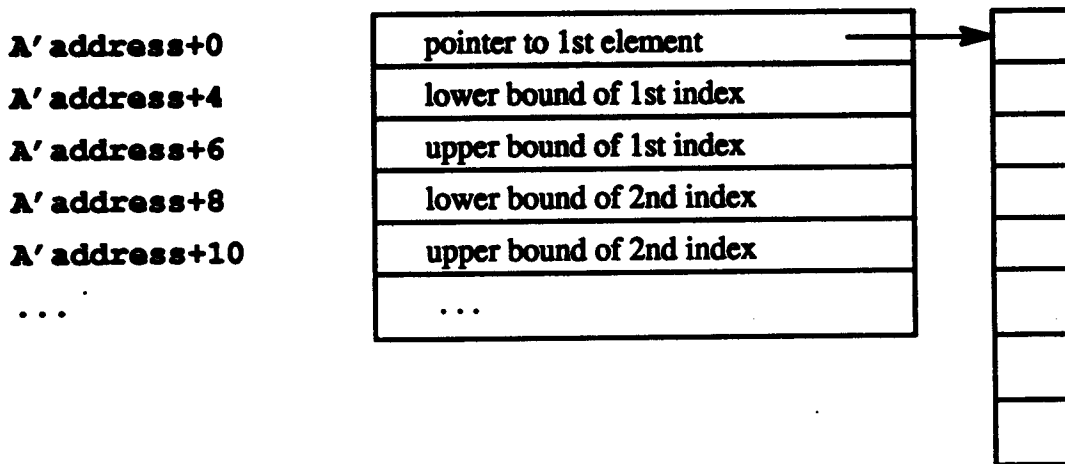 A'address+0 pointer to 1st element
A'address+4 lower bound of 1st index
A'address+6 upper bound of 1st index
A'address+8 lower bound of 2nd index
A'address+10 upper bound of 2nd index
... ...